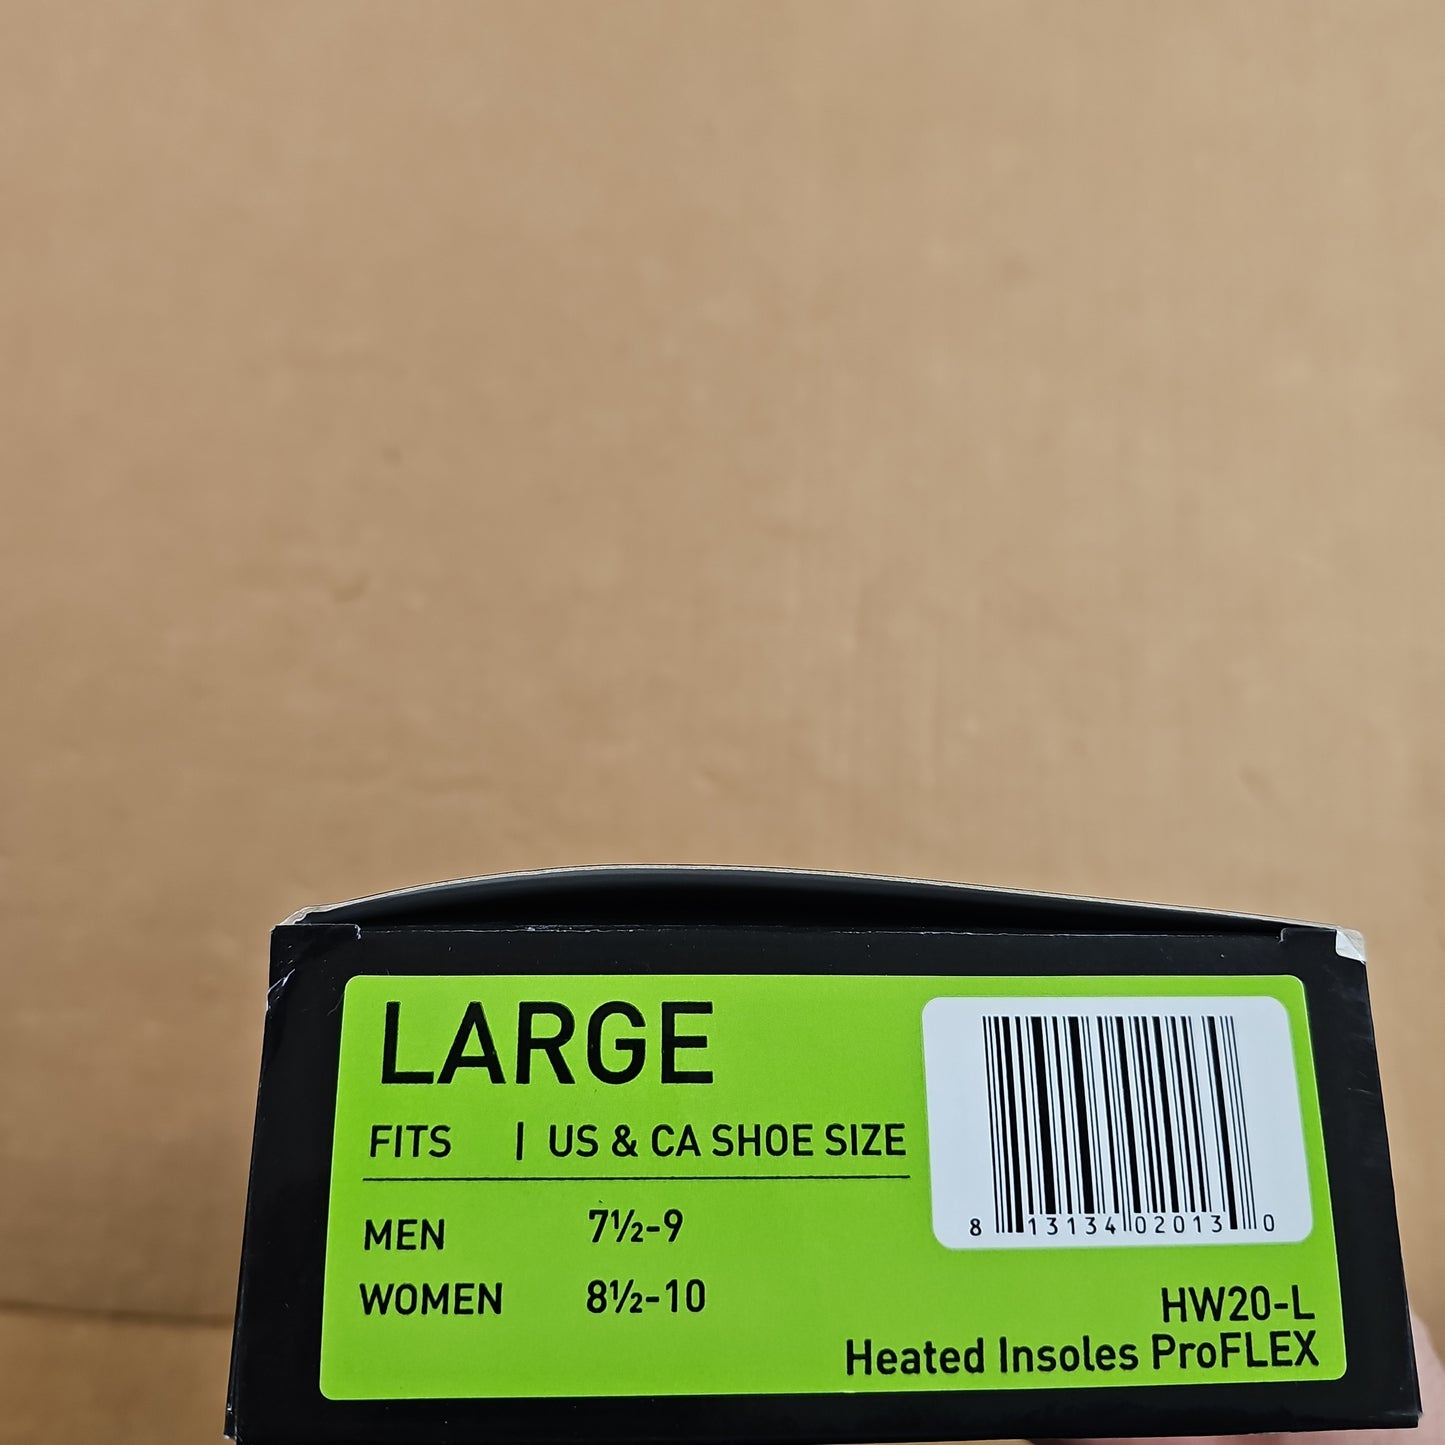 LARGE
FITS | US & CA SHOE SIZE
MEN 7½-9
WOMEN 8½-10
8 13134 02013 0
HW20-L
Heated Insoles ProFLEX